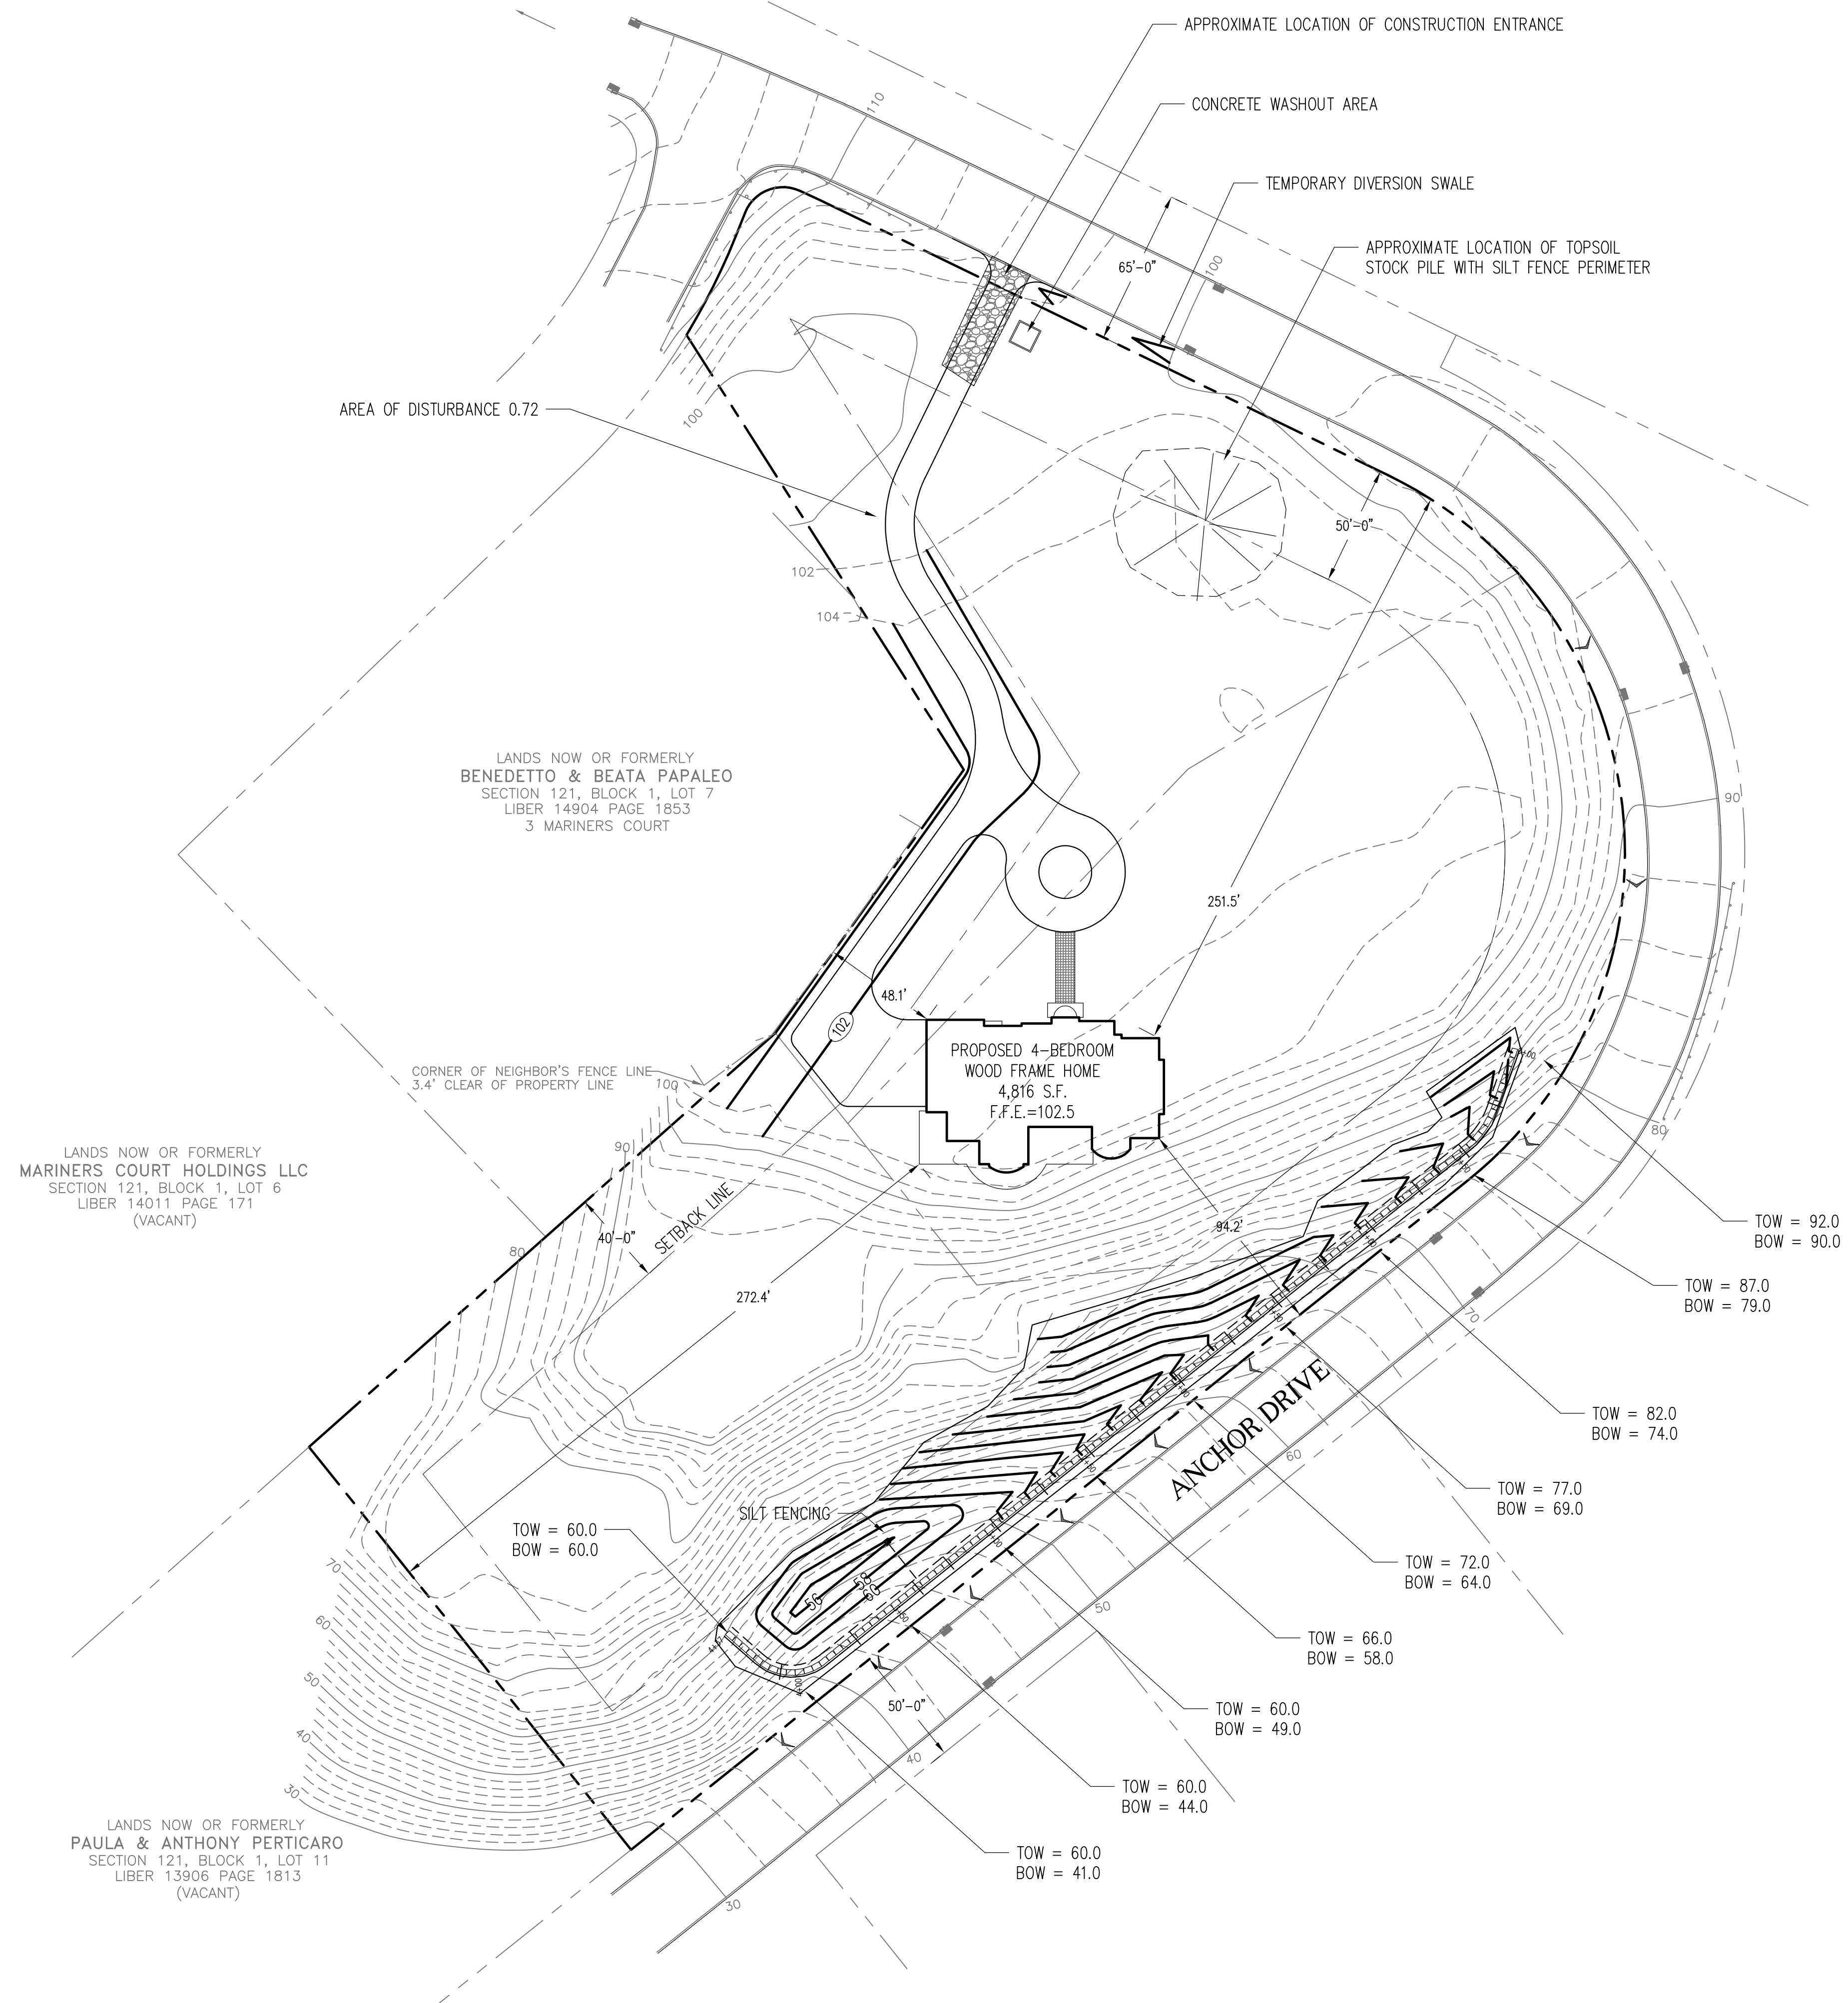 APPROXIMATE LOCATION OF CONSTRUCTION ENTRANCE
CONCRETE WASHOUT AREA
110
TEMPORARY DIVERSION SWALE
APPROXIMATE LOCATION OF TOPSOIL
STOCK PILE WITH SILT FENCE PERIMETER
65'-0"
100
AREA OF DISTURBANCE 0.72
100
50'-0"
102
104
LANDS NOW OR FORMERLY
BENEDETTO & BEATA PAPALEO
SECTION 121, BLOCK 1, LOT 7
LIBER 14904 PAGE 1853
3 MARINERS COURT
90
251.5'
48.1'
102
PROPOSED 4-BEDROOM
WOOD FRAME HOME
4,816 S.F.
F.F.E.=102.5
CORNER OF NEIGHBOR'S FENCE LINE
3.4' CLEAR OF PROPERTY LINE
100
90
80
LANDS NOW OR FORMERLY
MARINERS COURT HOLDINGS LLC
SECTION 121, BLOCK 1, LOT 6
LIBER 14011 PAGE 171
(VACANT)
SETBACK LINE
40'-0"
80
94.2'
272.4'
TOW = 92.0
BOW = 90.0
TOW = 87.0
BOW = 79.0
70
ANCHOR DRIVE
TOW = 82.0
BOW = 74.0
60
TOW = 77.0
BOW = 69.0
SILT FENCING
TOW = 60.0
BOW = 60.0
TOW = 72.0
BOW = 64.0
70
58
60
56
50
60
TOW = 66.0
BOW = 58.0
50
50'-0"
TOW = 60.0
BOW = 49.0
40
40
30
TOW = 60.0
BOW = 44.0
LANDS NOW OR FORMERLY
PAULA & ANTHONY PERTICARO
SECTION 121, BLOCK 1, LOT 11
LIBER 13906 PAGE 1813
(VACANT)
TOW = 60.0
BOW = 41.0
30